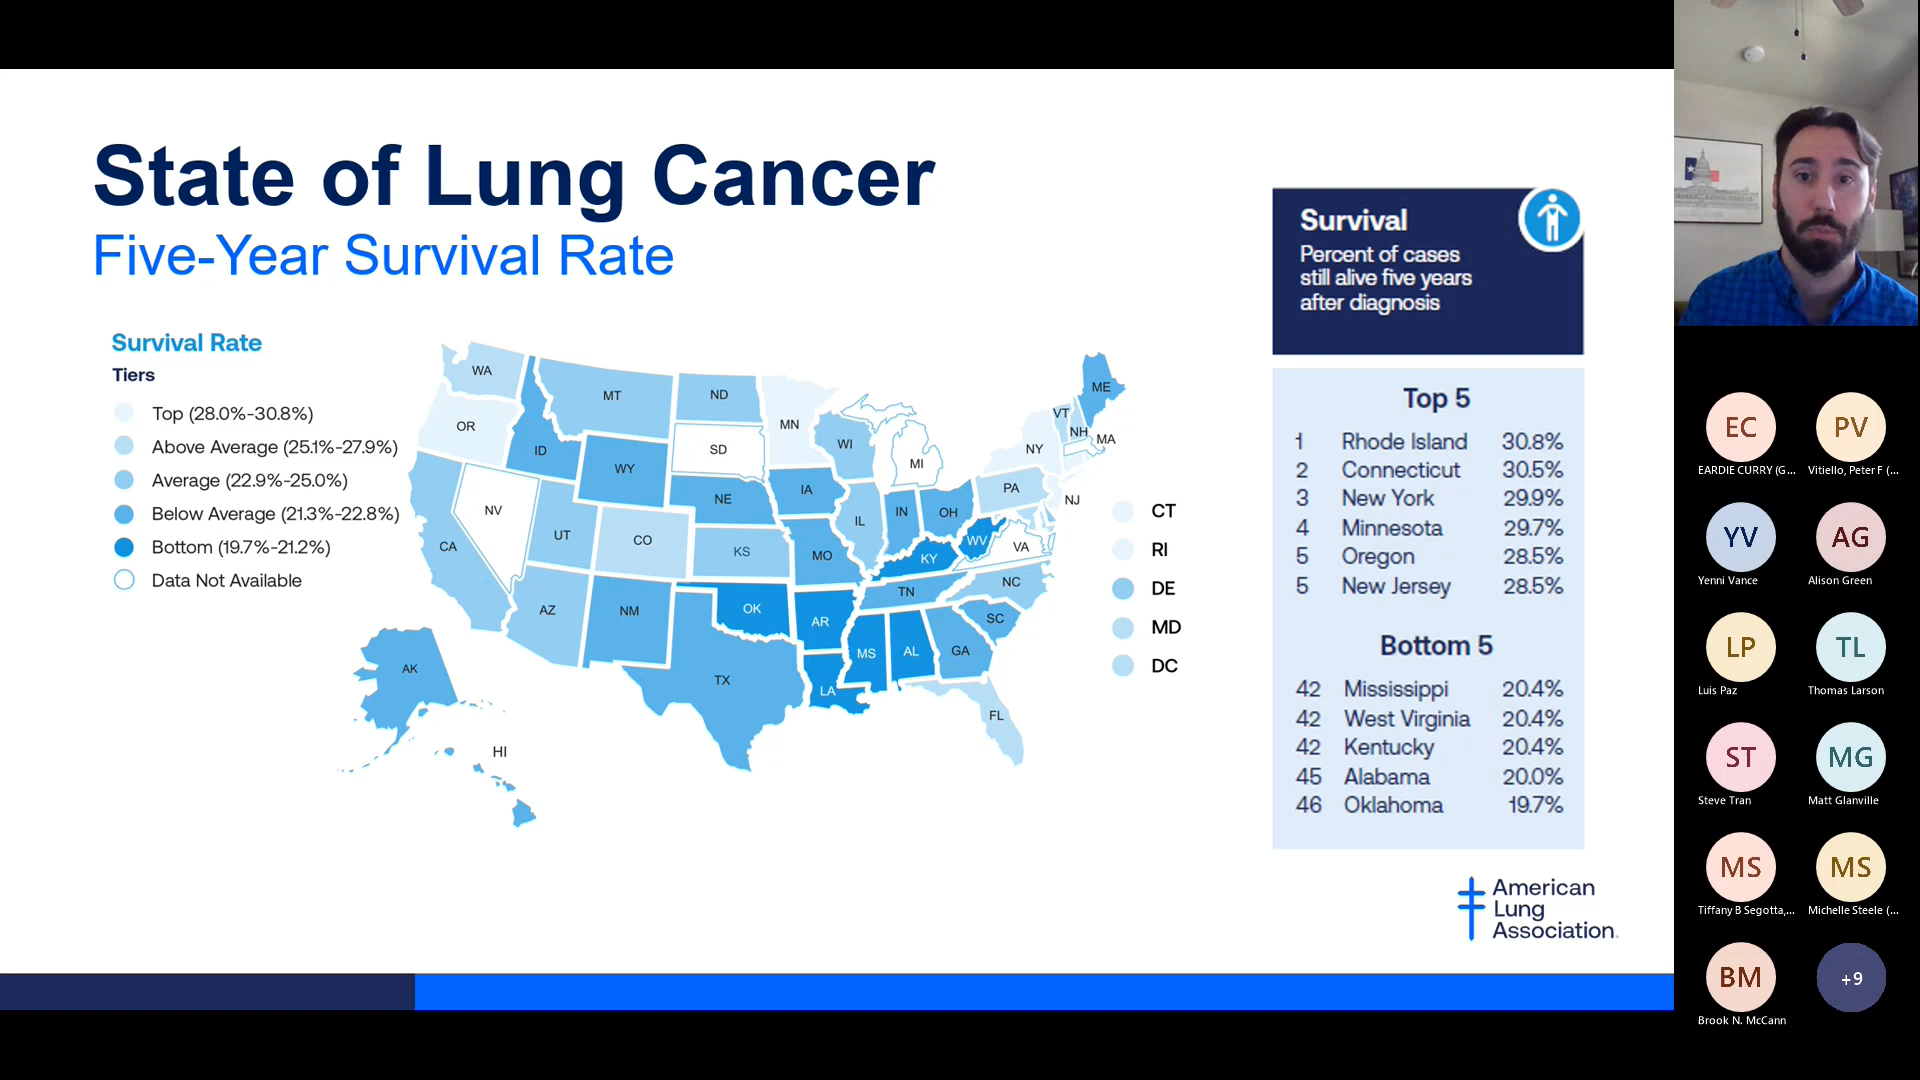 State of Lung Cancer
Five-Year Survival Rate
Survival Rate
Tiers
Top (28.0%-30.8%)
Above Average (25.1%-27.9%)
Average (22.9%-25.0%)
Below Average (21.3%-22.8%)
Bottom (19.7%-21.2%)
Data Not Available
WA
OR
CA
NV
ID
MT
WY
UT
AZ
CO
NM
ND
SD
NE
KS
OK
TX
MN
IA
MO
AR
LA
WI
IL
MI
IN
OH
KY
TN
MS
AL
GA
FL
SC
NC
VA
WV
PA
NY
NJ
VT
NH
MA
ME
AK
HI
CT
RI
DE
MD
DC
Survival
Percent of cases
still alive five years
after diagnosis
Top 5
1 Rhode Island 30.8%
2 Connecticut 30.5%
3 New York 29.9%
4 Minnesota 29.7%
5 Oregon 28.5%
5 New Jersey 28.5%
Bottom 5
42 Mississippi 20.4%
42 West Virginia 20.4%
42 Kentucky 20.4%
45 Alabama 20.0%
46 Oklahoma 19.7%
American
Lung
Association.
EC PV
EARDIE CURRY (G... Vitiello, Peter F (...
YV AG
Yenni Vance Alison Green
LP TL
Luis Paz Thomas Larson
ST MG
Steve Tran Matt Glanville
MS MS
Tiffany B Segotta,... Michelle Steele (...
BM +9
Brook N. McCann